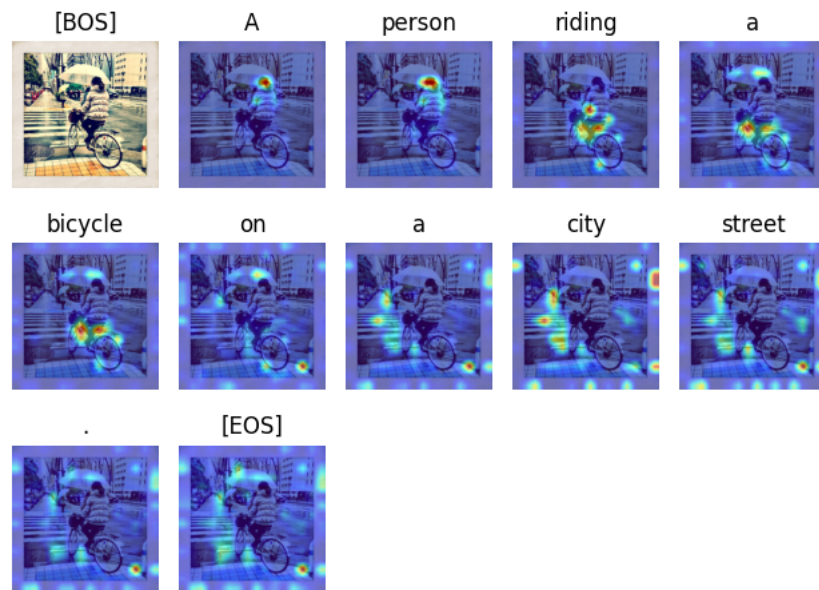 [BOS] A person riding a
bicycle on a city street
. [EOS]